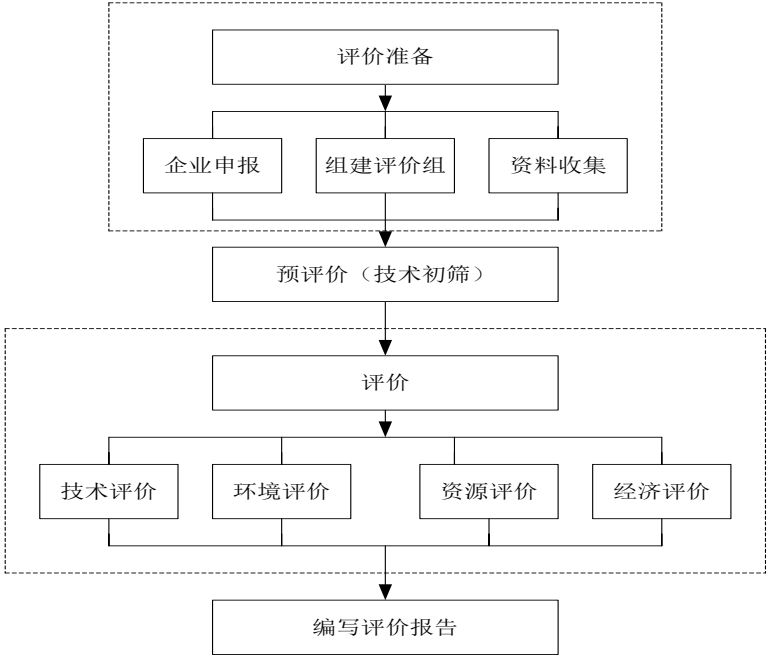 评价准备
企业申报
组建评价组
资料收集
预评价（技术初筛）
评价
技术评价
环境评价
资源评价
经济评价
编写评价报告